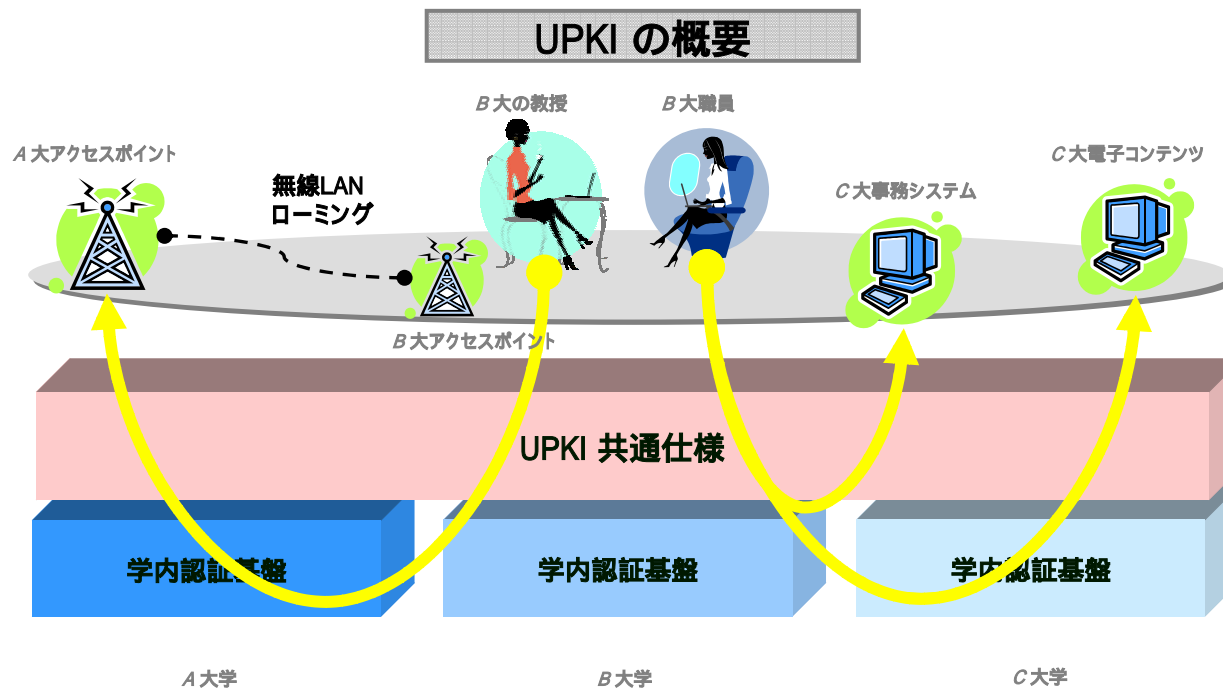 UPKI の概要
B 大の教授
B 大職員
A 大アクセスポイント
C 大電子コンテンツ
無線LAN
ローミング
C 大事務システム
B 大アクセスポイント
UPKI 共通仕様
学内認証基盤
学内認証基盤
学内認証基盤
A 大学
B 大学
C 大学